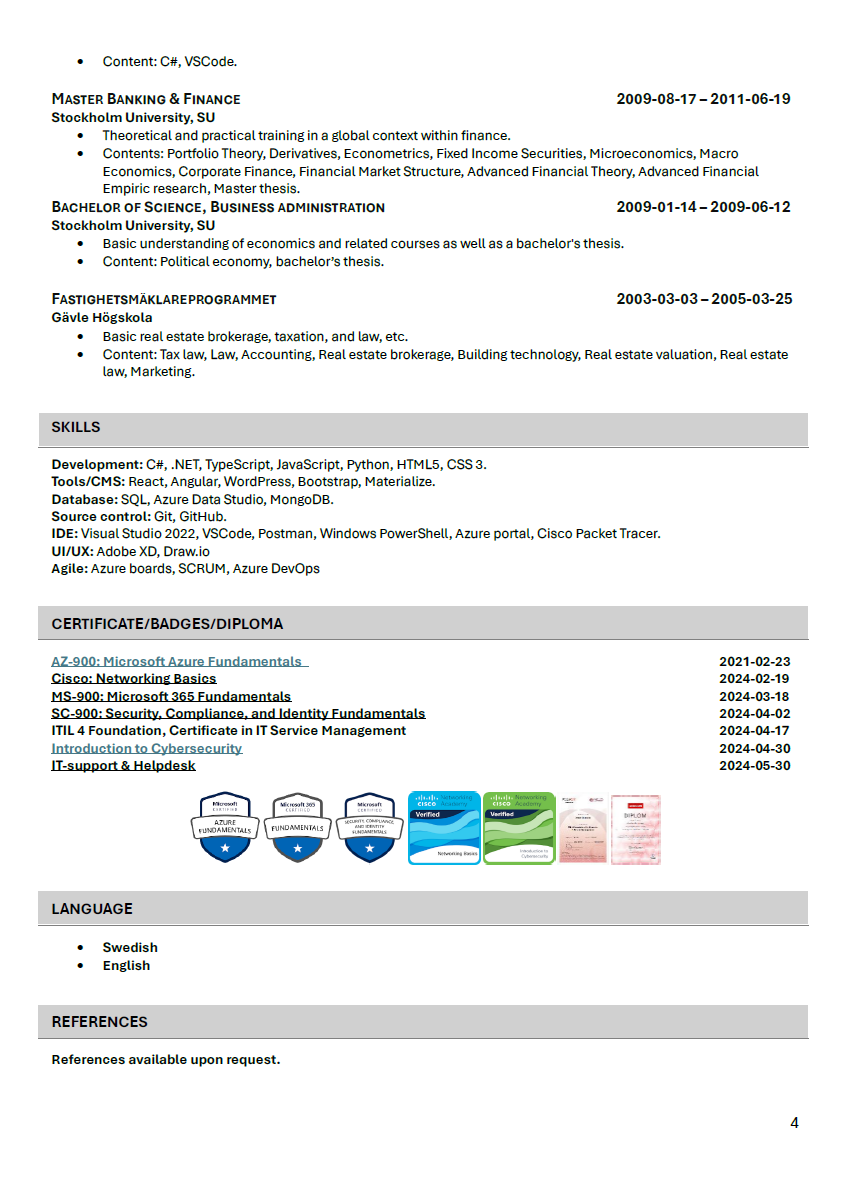 • Content: C#, VSCode.
MASTER BANKING & FINANCE 2009-08-17 – 2011-06-19
Stockholm University, SU
• Theoretical and practical training in a global context within finance.
• Contents: Portfolio Theory, Derivatives, Econometrics, Fixed Income Securities, Microeconomics, Macro
Economics, Corporate Finance, Financial Market Structure, Advanced Financial Theory, Advanced Financial
Empiric research, Master thesis.
BACHELOR OF SCIENCE, BUSINESS ADMINISTRATION 2009-01-14 – 2009-06-12
Stockholm University, SU
• Basic understanding of economics and related courses as well as a bachelor's thesis.
• Content: Political economy, bachelor’s thesis.
FASTIGHETSMÄKLAREPROGRAMMET 2003-03-03 – 2005-03-25
Gävle Högskola
• Basic real estate brokerage, taxation, and law, etc.
• Content: Tax law, Law, Accounting, Real estate brokerage, Building technology, Real estate valuation, Real estate
law, Marketing.
SKILLS
Development: C#, .NET, TypeScript, JavaScript, Python, HTML5, CSS 3.
Tools/CMS: React, Angular, WordPress, Bootstrap, Materialize.
Database: SQL, Azure Data Studio, MongoDB.
Source control: Git, GitHub.
IDE: Visual Studio 2022, VSCode, Postman, Windows PowerShell, Azure portal, Cisco Packet Tracer.
UI/UX: Adobe XD, Draw.io
Agile: Azure boards, SCRUM, Azure DevOps
CERTIFICATE/BADGES/DIPLOMA
AZ-900: Microsoft Azure Fundamentals 2021-02-23
Cisco: Networking Basics 2024-02-19
MS-900: Microsoft 365 Fundamentals 2024-03-18
SC-900: Security, Compliance, and Identity Fundamentals 2024-04-02
ITIL 4 Foundation, Certificate in IT Service Management 2024-04-17
Introduction to Cybersecurity 2024-04-30
IT-support & Helpdesk 2024-05-30
Microsoft
CERTIFIED
AZURE
FUNDAMENTALS
Microsoft 365
CERTIFIED
FUNDAMENTALS
Microsoft
CERTIFIED
SECURITY, COMPLIANCE,
AND IDENTITY
FUNDAMENTALS
cisco Networking
Academy
Verified
Networking Basics
cisco Networking
Academy
Verified
Introduction to
Cybersecurity
DIPLOM
LANGUAGE
• Swedish
• English
REFERENCES
References available upon request.
4